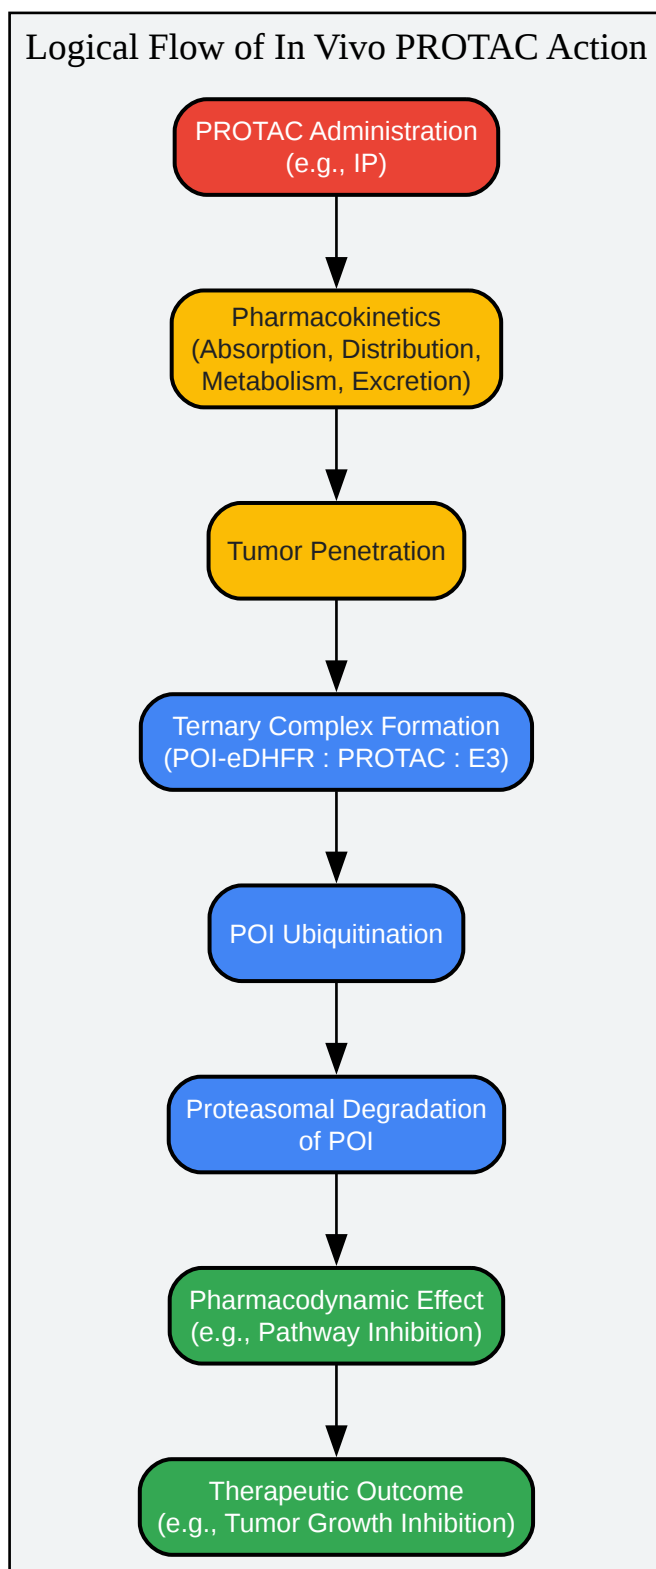 Logical Flow of In Vivo PROTAC Action
PROTAC Administration
(e.g., IP)
Pharmacokinetics
(Absorption, Distribution,
Metabolism, Excretion)
Tumor Penetration
Ternary Complex Formation
(POI-eDHFR : PROTAC : E3)
POI Ubiquitination
Proteasomal Degradation
of POI
Pharmacodynamic Effect
(e.g., Pathway Inhibition)
Therapeutic Outcome
(e.g., Tumor Growth Inhibition)